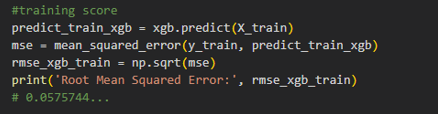 #training score
predict_train_xgb = xgb.predict(X_train)
mse = mean_squared_error(y_train, predict_train_xgb)
rmse_xgb_train = np.sqrt(mse)
print('Root Mean Squared Error:', rmse_xgb_train)
# 0.0575744...